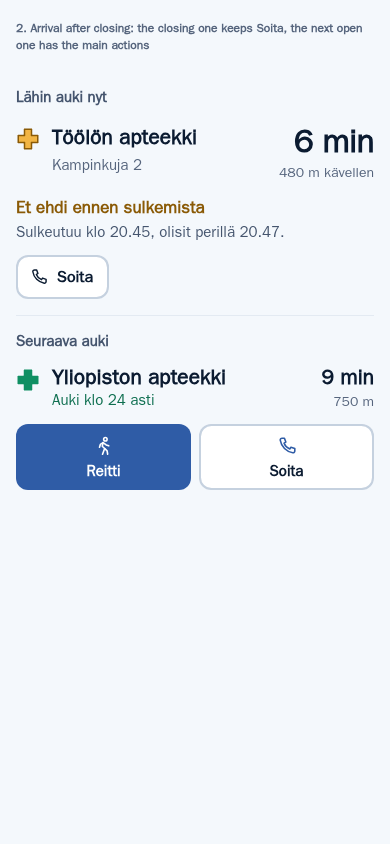 2. Arrival after closing: the closing one keeps Soita, the next open
one has the main actions
Lähin auki nyt
Töölön apteekki
6 min
Kampinkuja 2
480 m kävellen
Et ehdi ennen sulkemista
Sulkeutuu klo 20.45, olisit perillä 20.47.
Soita
Seuraava auki
Yliopiston apteekki
9 min
Auki klo 24 asti
750 m
Reitti
Soita